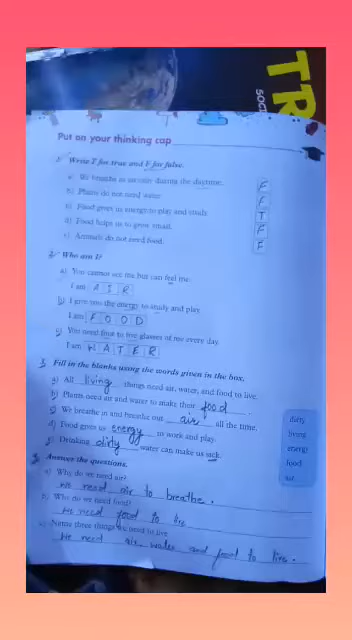 TR
SOCI
Put on your thinking cap
1. Write T for true and F for false.
a) We breathe in air only during the daytime. F
b) Plants do not need water. F
c) Food gives us energy to play and study. T
d) Food helps us to grow small. F
e) Animals do not need food. F
2. Who am I?
a) You cannot see me but can feel me.
I am A I R
b) I give you the energy to study and play.
I am F O O D
c) You need four to five glasses of me every day.
I am W A T E R
3. Fill in the blanks using the words given in the box.
a) All living things need air, water, and food to live.
b) Plants need air and water to make their food.
c) We breathe in and breathe out air all the time.
d) Food gives us energy to work and play.
e) Drinking dirty water can make us sick.
dirty
living
energy
food
air
4. Answer the questions.
a) Why do we need air?
We need air to breathe.
b) Who do we need food?
We need food to
c) Name three things we need to live.
We need air, water and food to live.